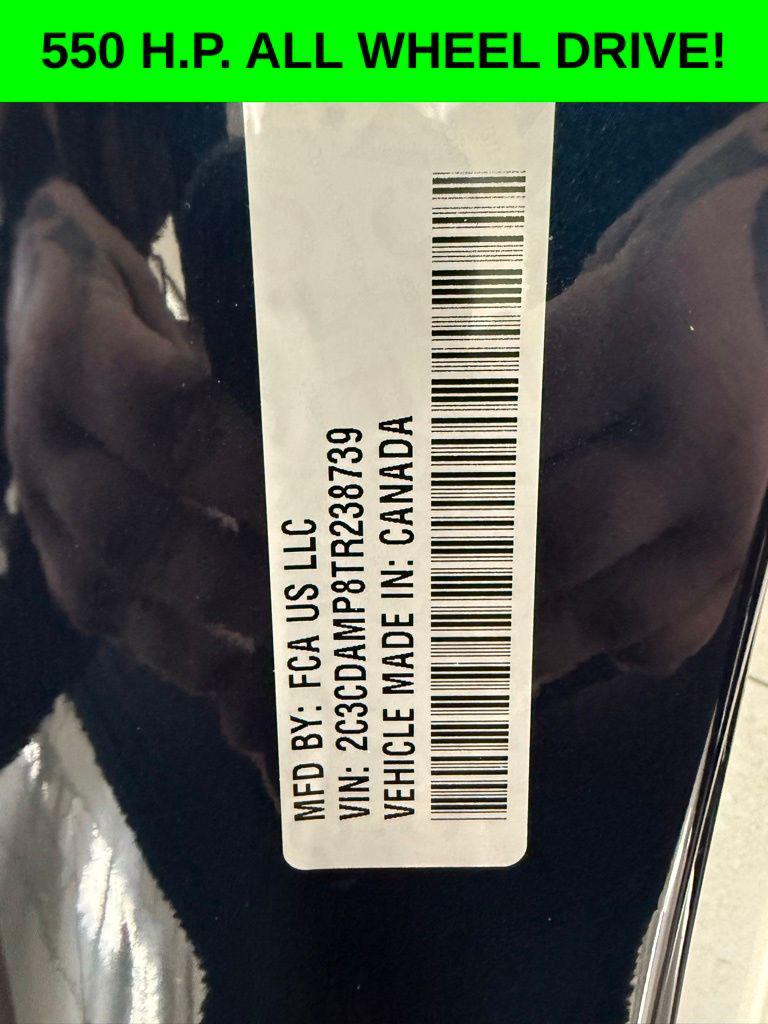 550 H.P. ALL WHEEL DRIVE!
MFD BY: FCA US LLC
VIN: 2C3CDAMP8TR238739
VEHICLE MADE IN: CANADA